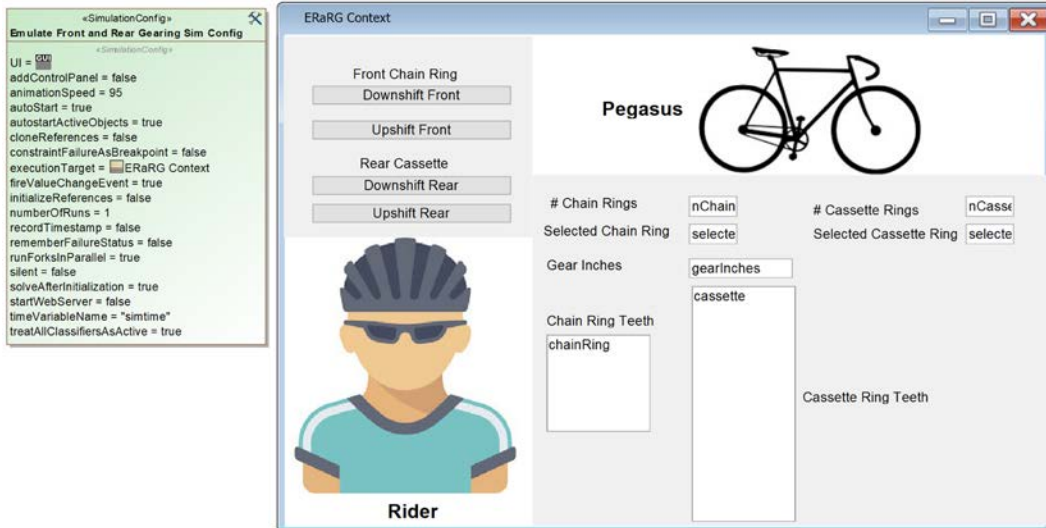 «SimulationConfig»
Emulate Front and Rear Gearing Sim Config
«SimulationConfig»
UI = GUI
addControlPanel = false
animationSpeed = 95
autoStart = true
autostartActiveObjects = true
cloneReferences = false
constraintFailureAsBreakpoint = false
executionTarget = ERaRG Context
fireValueChangeEvent = true
initializeReferences = false
numberOfRuns = 1
recordTimestamp = false
rememberFailureStatus = false
runForksInParallel = true
silent = false
solveAfterInitialization = true
startWebServer = false
timeVariableName = "simtime"
treatAllClassifiersAsActive = true
ERaRG Context
Front Chain Ring
Downshift Front
Upshift Front
Rear Cassette
Downshift Rear
Upshift Rear
Pegasus
# Chain Rings nChain
# Cassette Rings nCasse
Selected Chain Ring selecte
Selected Cassette Ring selecte
Gear Inches gearInches
cassette
Chain Ring Teeth
chainRing
Cassette Ring Teeth
Rider